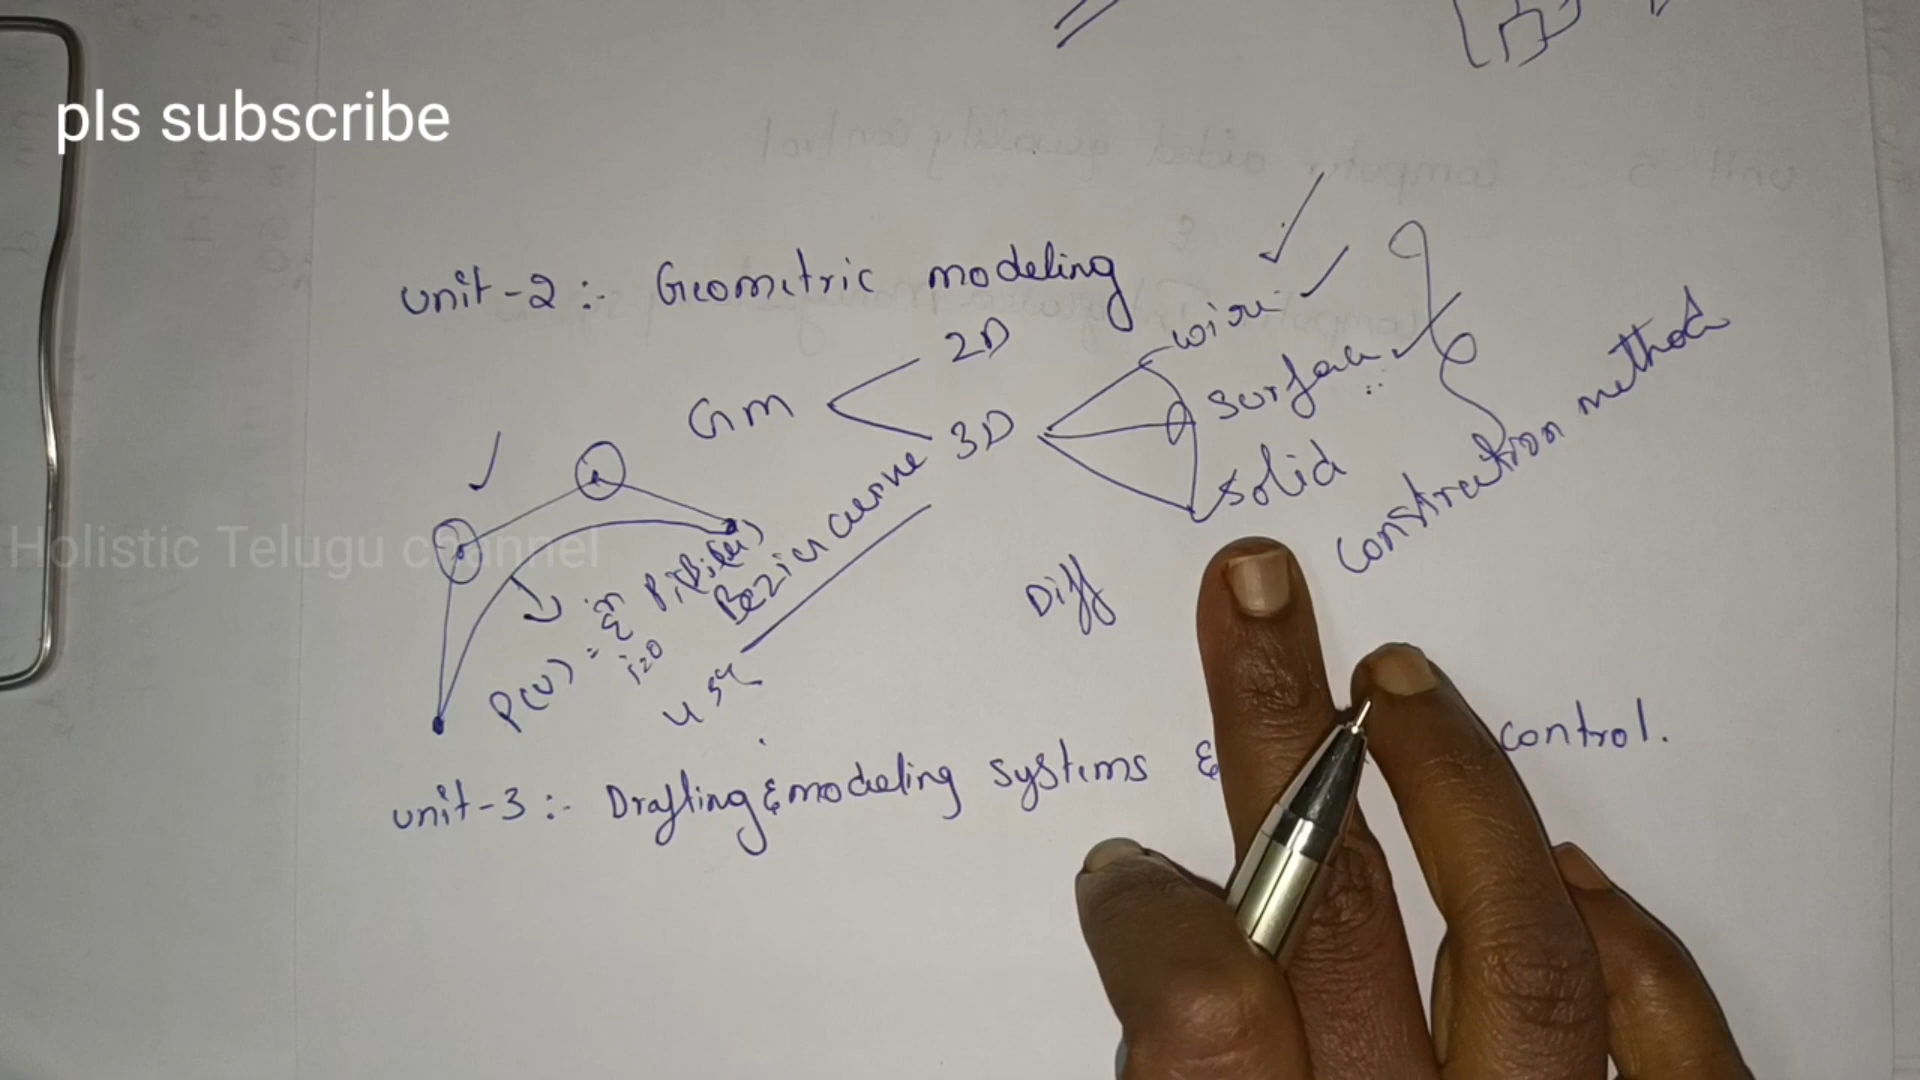 pls subscribe
unit-2 :- Geometric modeling
Gm
2D
3D
wire
surface
solid
construction methods
Bezier curve
Holistic Telugu channel
P(u) =
i=0
Diff
unit-3 :- Drafting & modeling systems &
control.